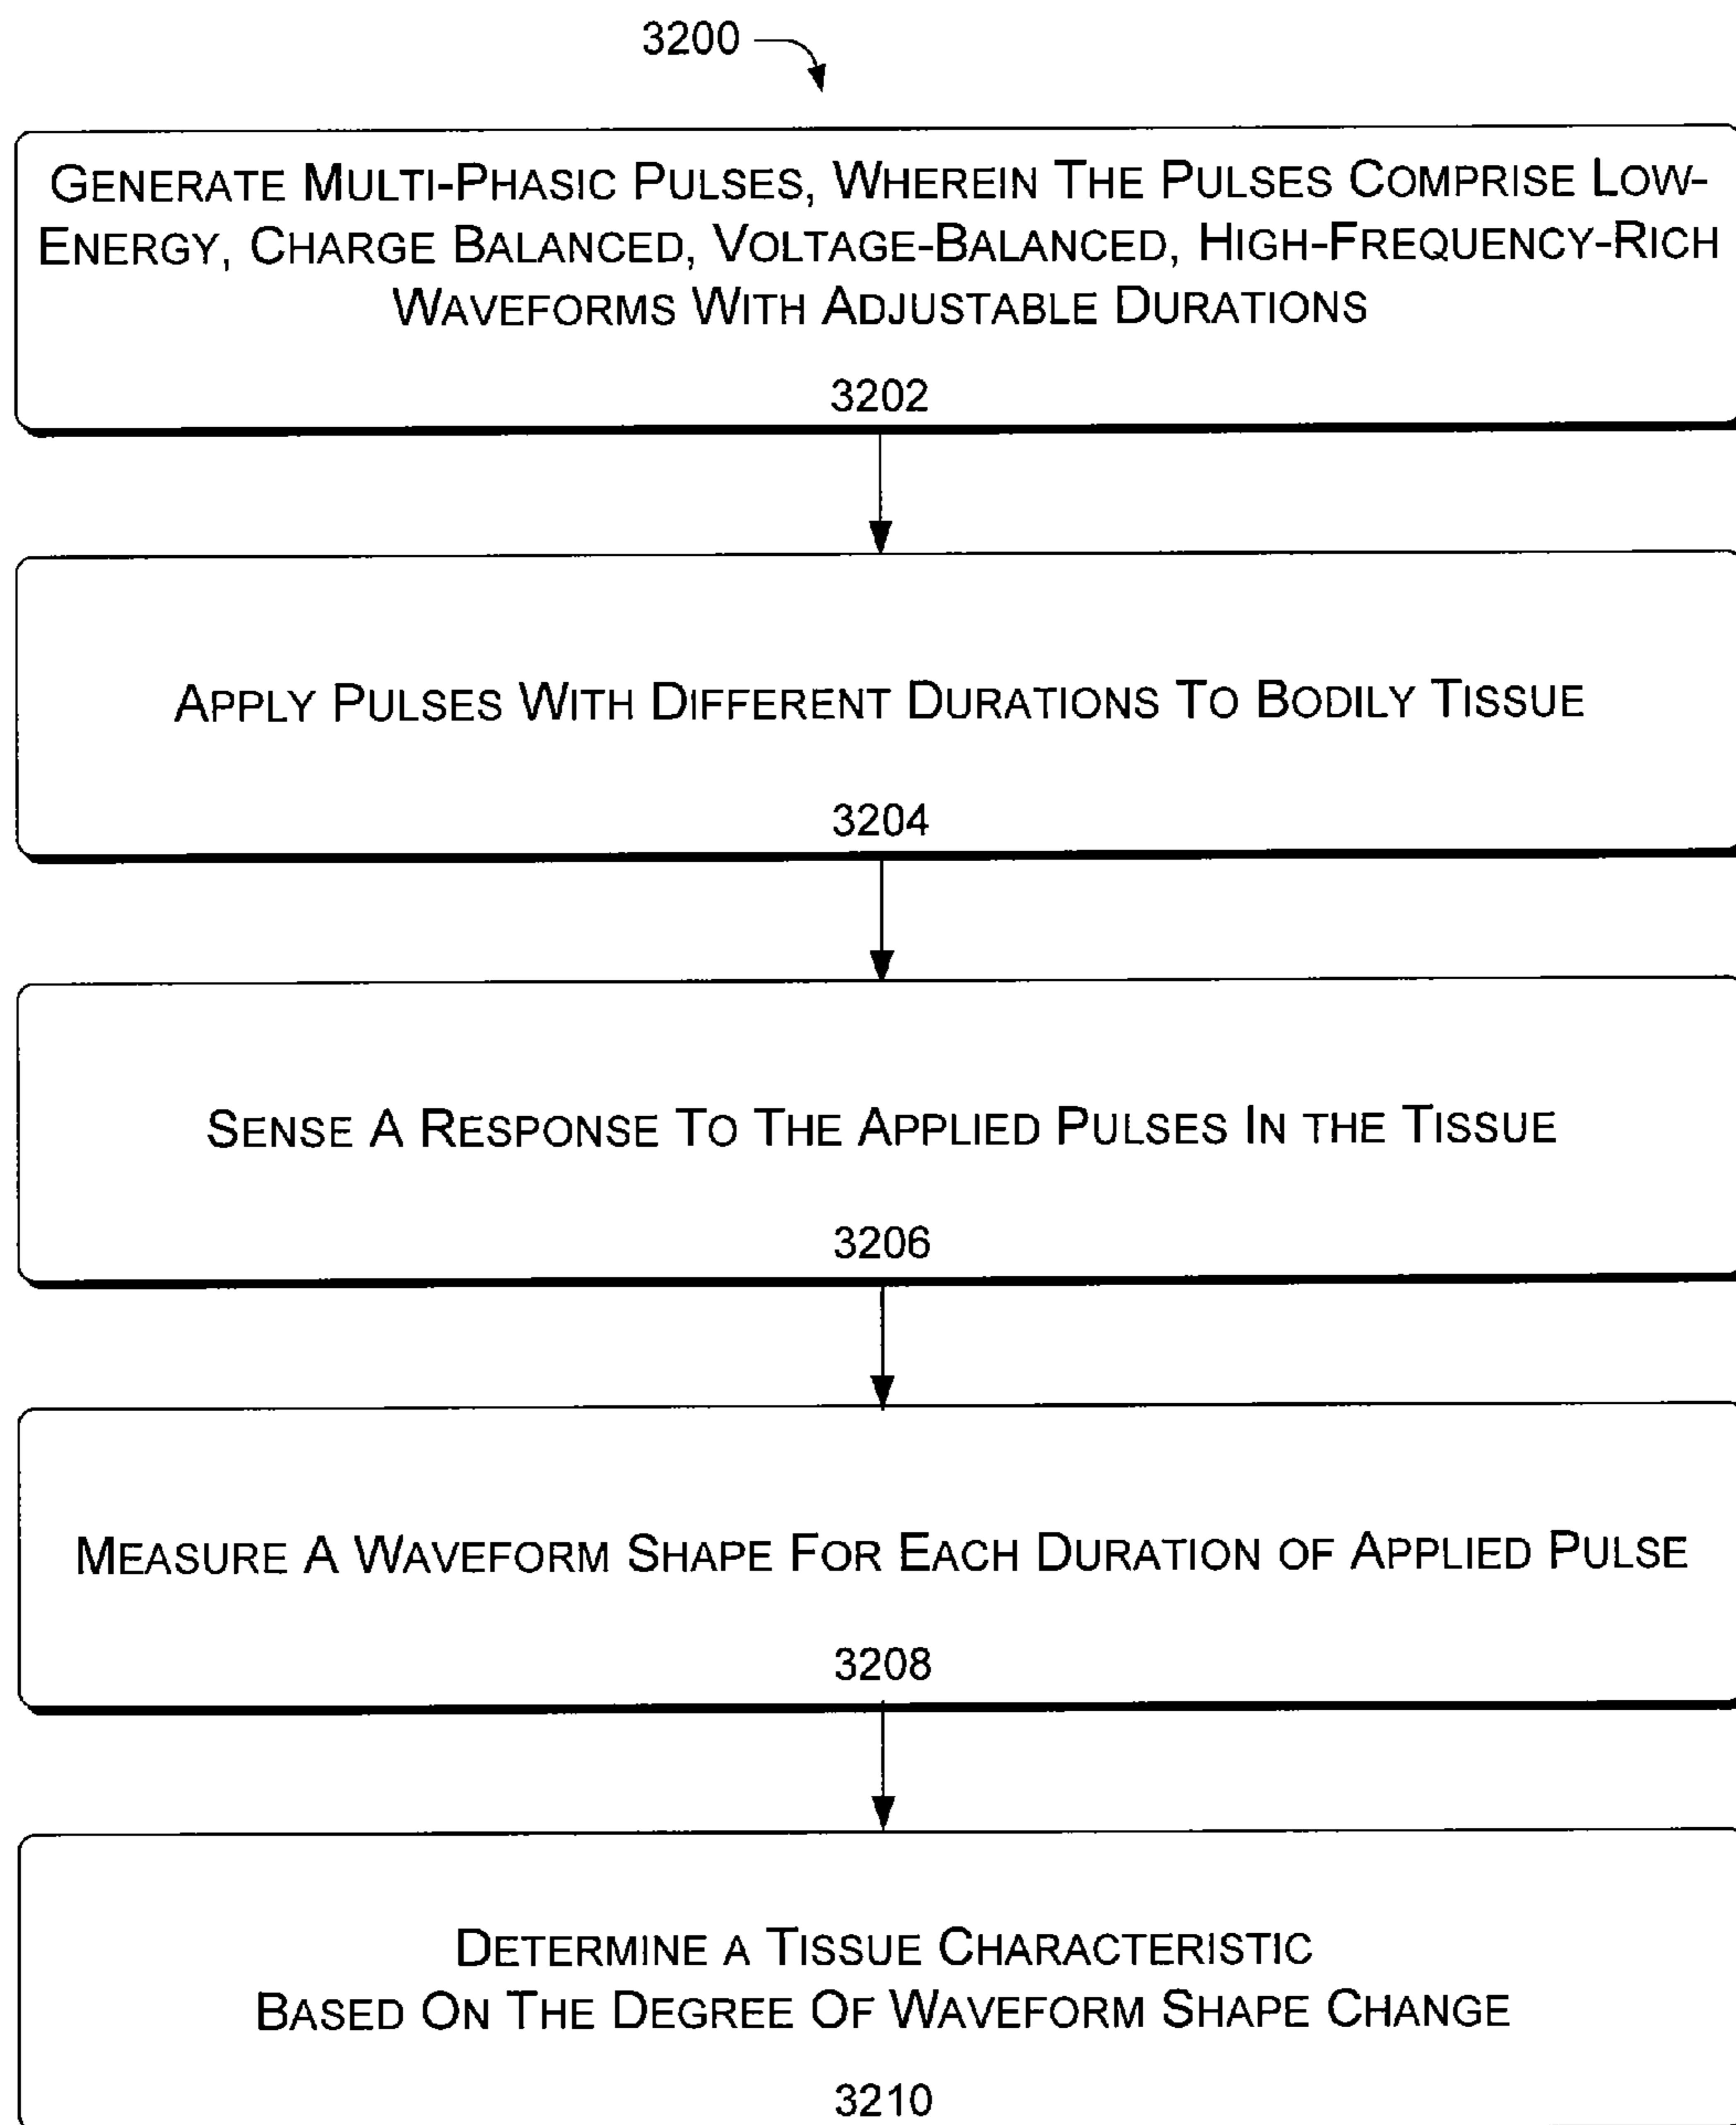 3200
GENERATE MULTI-PHASIC PULSES, WHEREIN THE PULSES COMPRISE LOW-
ENERGY, CHARGE BALANCED, VOLTAGE-BALANCED, HIGH-FREQUENCY-RICH
WAVEFORMS WITH ADJUSTABLE DURATIONS
3202
APPLY PULSES WITH DIFFERENT DURATIONS TO BODILY TISSUE
3204
SENSE A RESPONSE TO THE APPLIED PULSES IN THE TISSUE
3206
MEASURE A WAVEFORM SHAPE FOR EACH DURATION OF APPLIED PULSE
3208
DETERMINE A TISSUE CHARACTERISTIC
BASED ON THE DEGREE OF WAVEFORM SHAPE CHANGE
3210